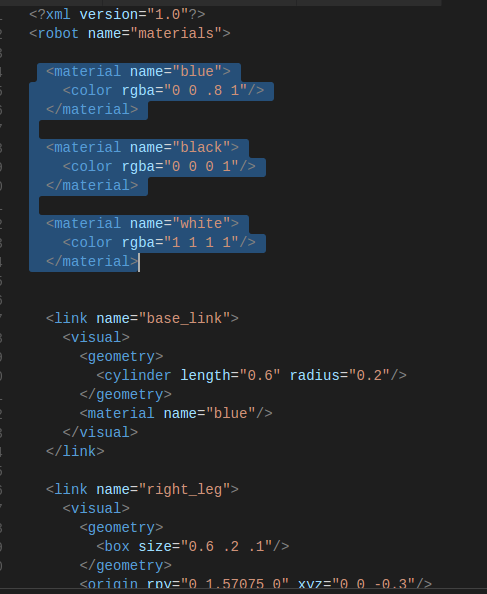 <?xml version="1.0"?>
<robot name="materials">
<material name="blue">
<color rgba="0 0 .8 1"/>
</material>
<material name="black">
<color rgba="0 0 0 1"/>
</material>
<material name="white">
<color rgba="1 1 1 1"/>
</material>
<link name="base_link">
<visual>
<geometry>
<cylinder length="0.6" radius="0.2"/>
</geometry>
<material name="blue"/>
</visual>
</link>
<link name="right_leg">
<visual>
<geometry>
<box size="0.6 .2 .1"/>
</geometry>
<origin rpy="0 1.57075 0" xyz="0 0 -0.3"/>